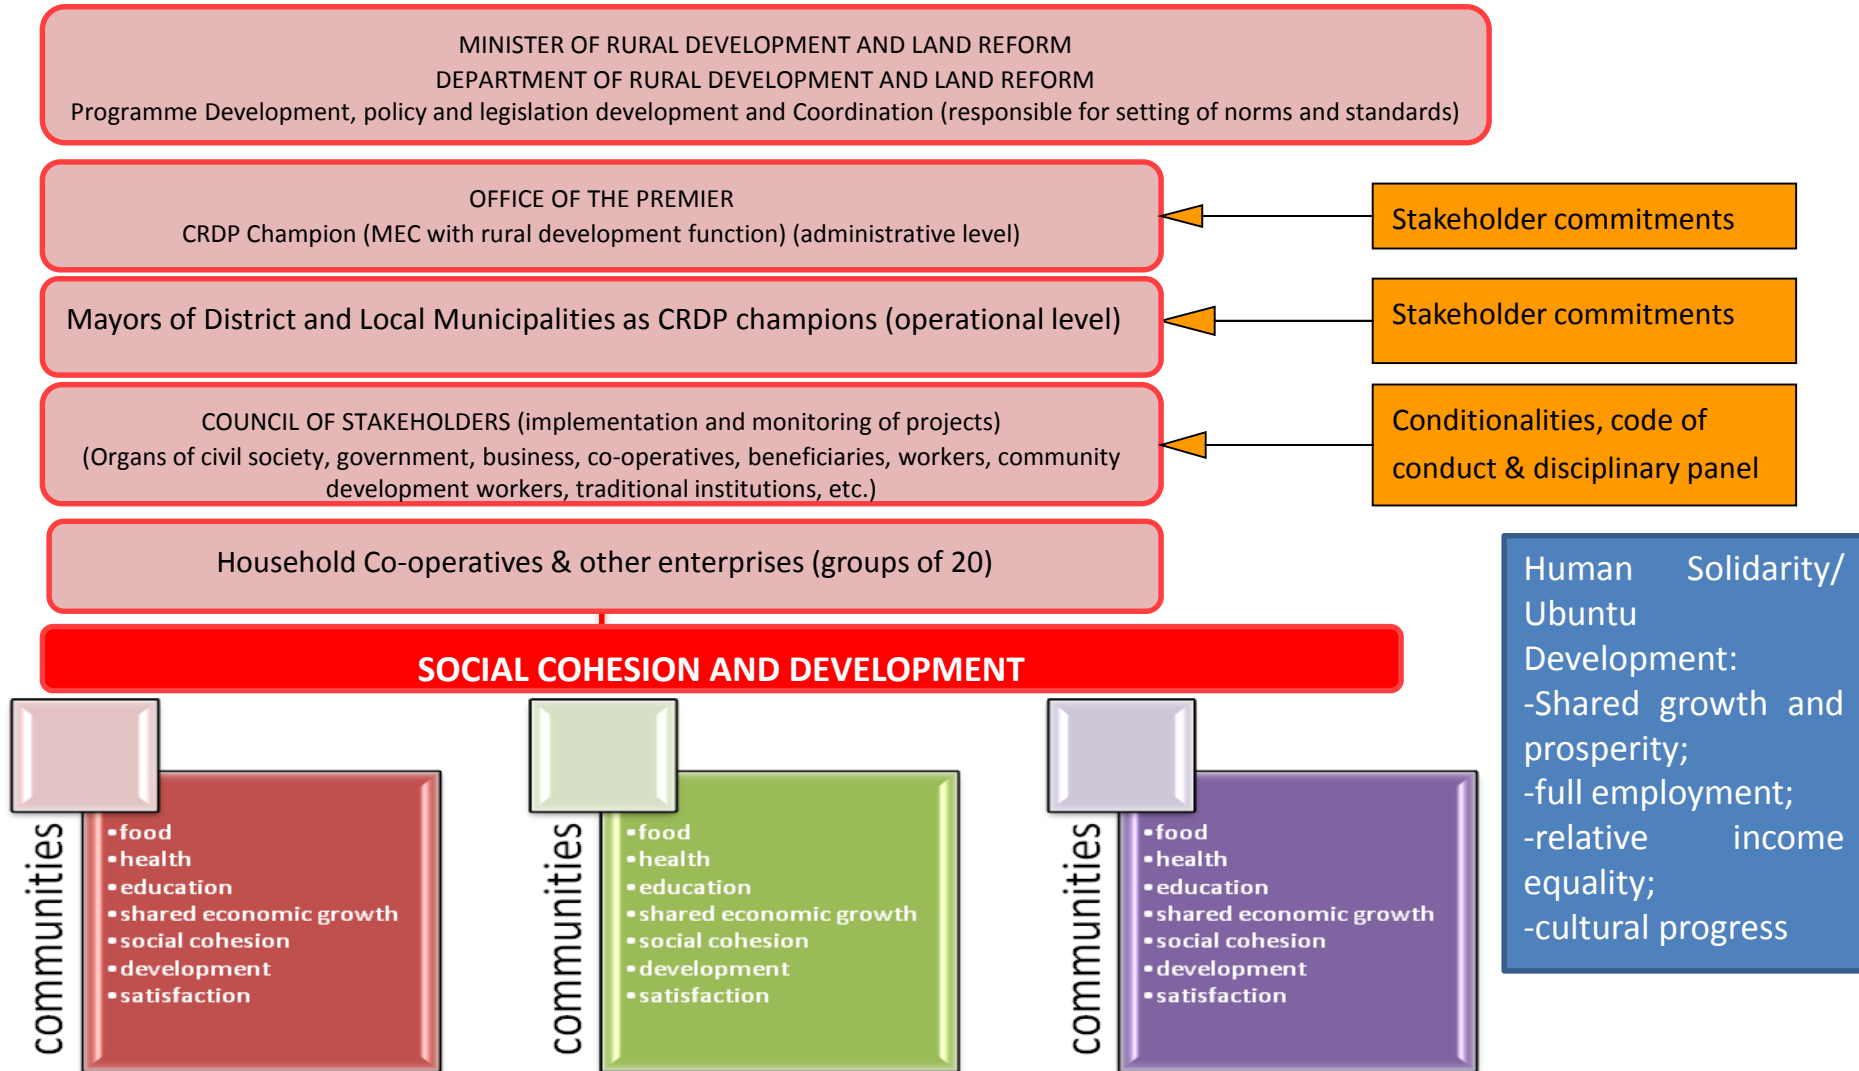 MINISTER OF RURAL DEVELOPMENT AND LAND REFORM
DEPARTMENT OF RURAL DEVELOPMENT AND LAND REFORM
Programme Development, policy and legislation development and Coordination (responsible for setting of norms and standards)
OFFICE OF THE PREMIER
CRDP Champion (MEC with rural development function) (administrative level)
Stakeholder commitments
Mayors of District and Local Municipalities as CRDP champions (operational level)
Stakeholder commitments
COUNCIL OF STAKEHOLDERS (implementation and monitoring of projects)
(Organs of civil society, government, business, co-operatives, beneficiaries, workers, community
development workers, traditional institutions, etc.)
Conditionalities, code of
conduct & disciplinary panel
Household Co-operatives & other enterprises (groups of 20)
SOCIAL COHESION AND DEVELOPMENT
communities
•food
•health
•education
•shared economic growth
•social cohesion
•development
•satisfaction
communities
•food
•health
•education
•shared economic growth
•social cohesion
•development
•satisfaction
communities
•food
•health
•education
•shared economic growth
•social cohesion
•development
•satisfaction
Human Solidarity/
Ubuntu
Development:
-Shared growth and
prosperity;
-full employment;
-relative income
equality;
-cultural progress